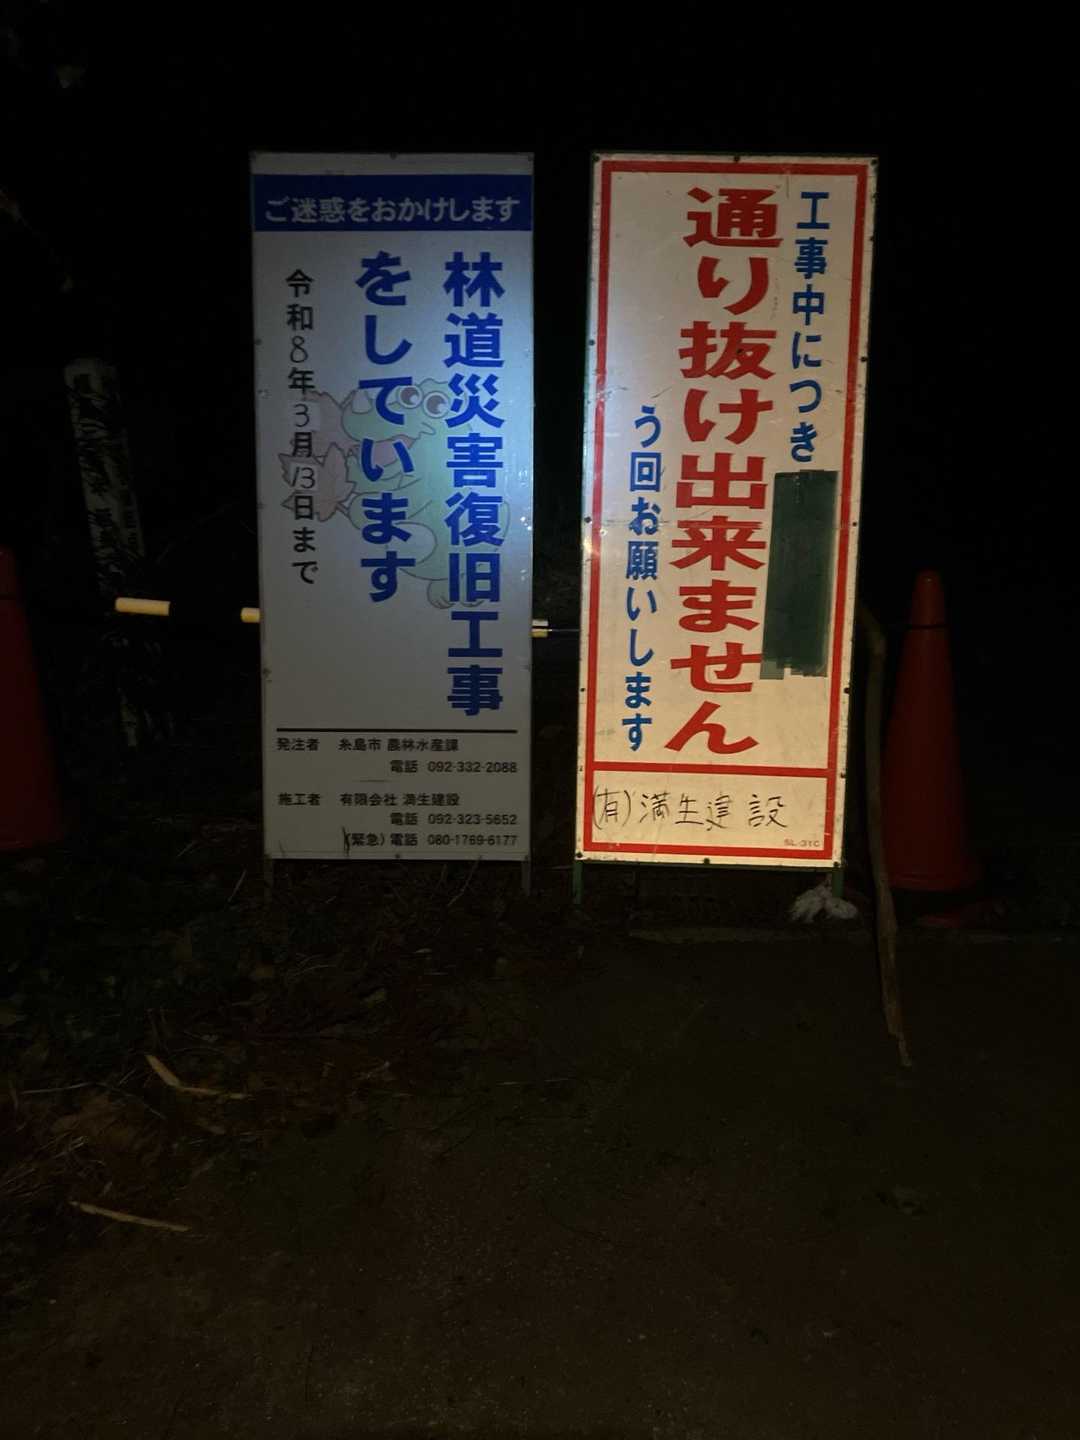 ご迷惑をおかけします
林道災害復旧工事
をしています
令和8年3月13日まで
発注者 糸島市 農林水産課
電話 092-332-2088
施工者 有限会社 満生建設
電話 092-323-5652
(緊急)電話 080-1769-6177
工事中につき
通り抜け出来ません
う回お願いします
(有)満生建設
SL-31C